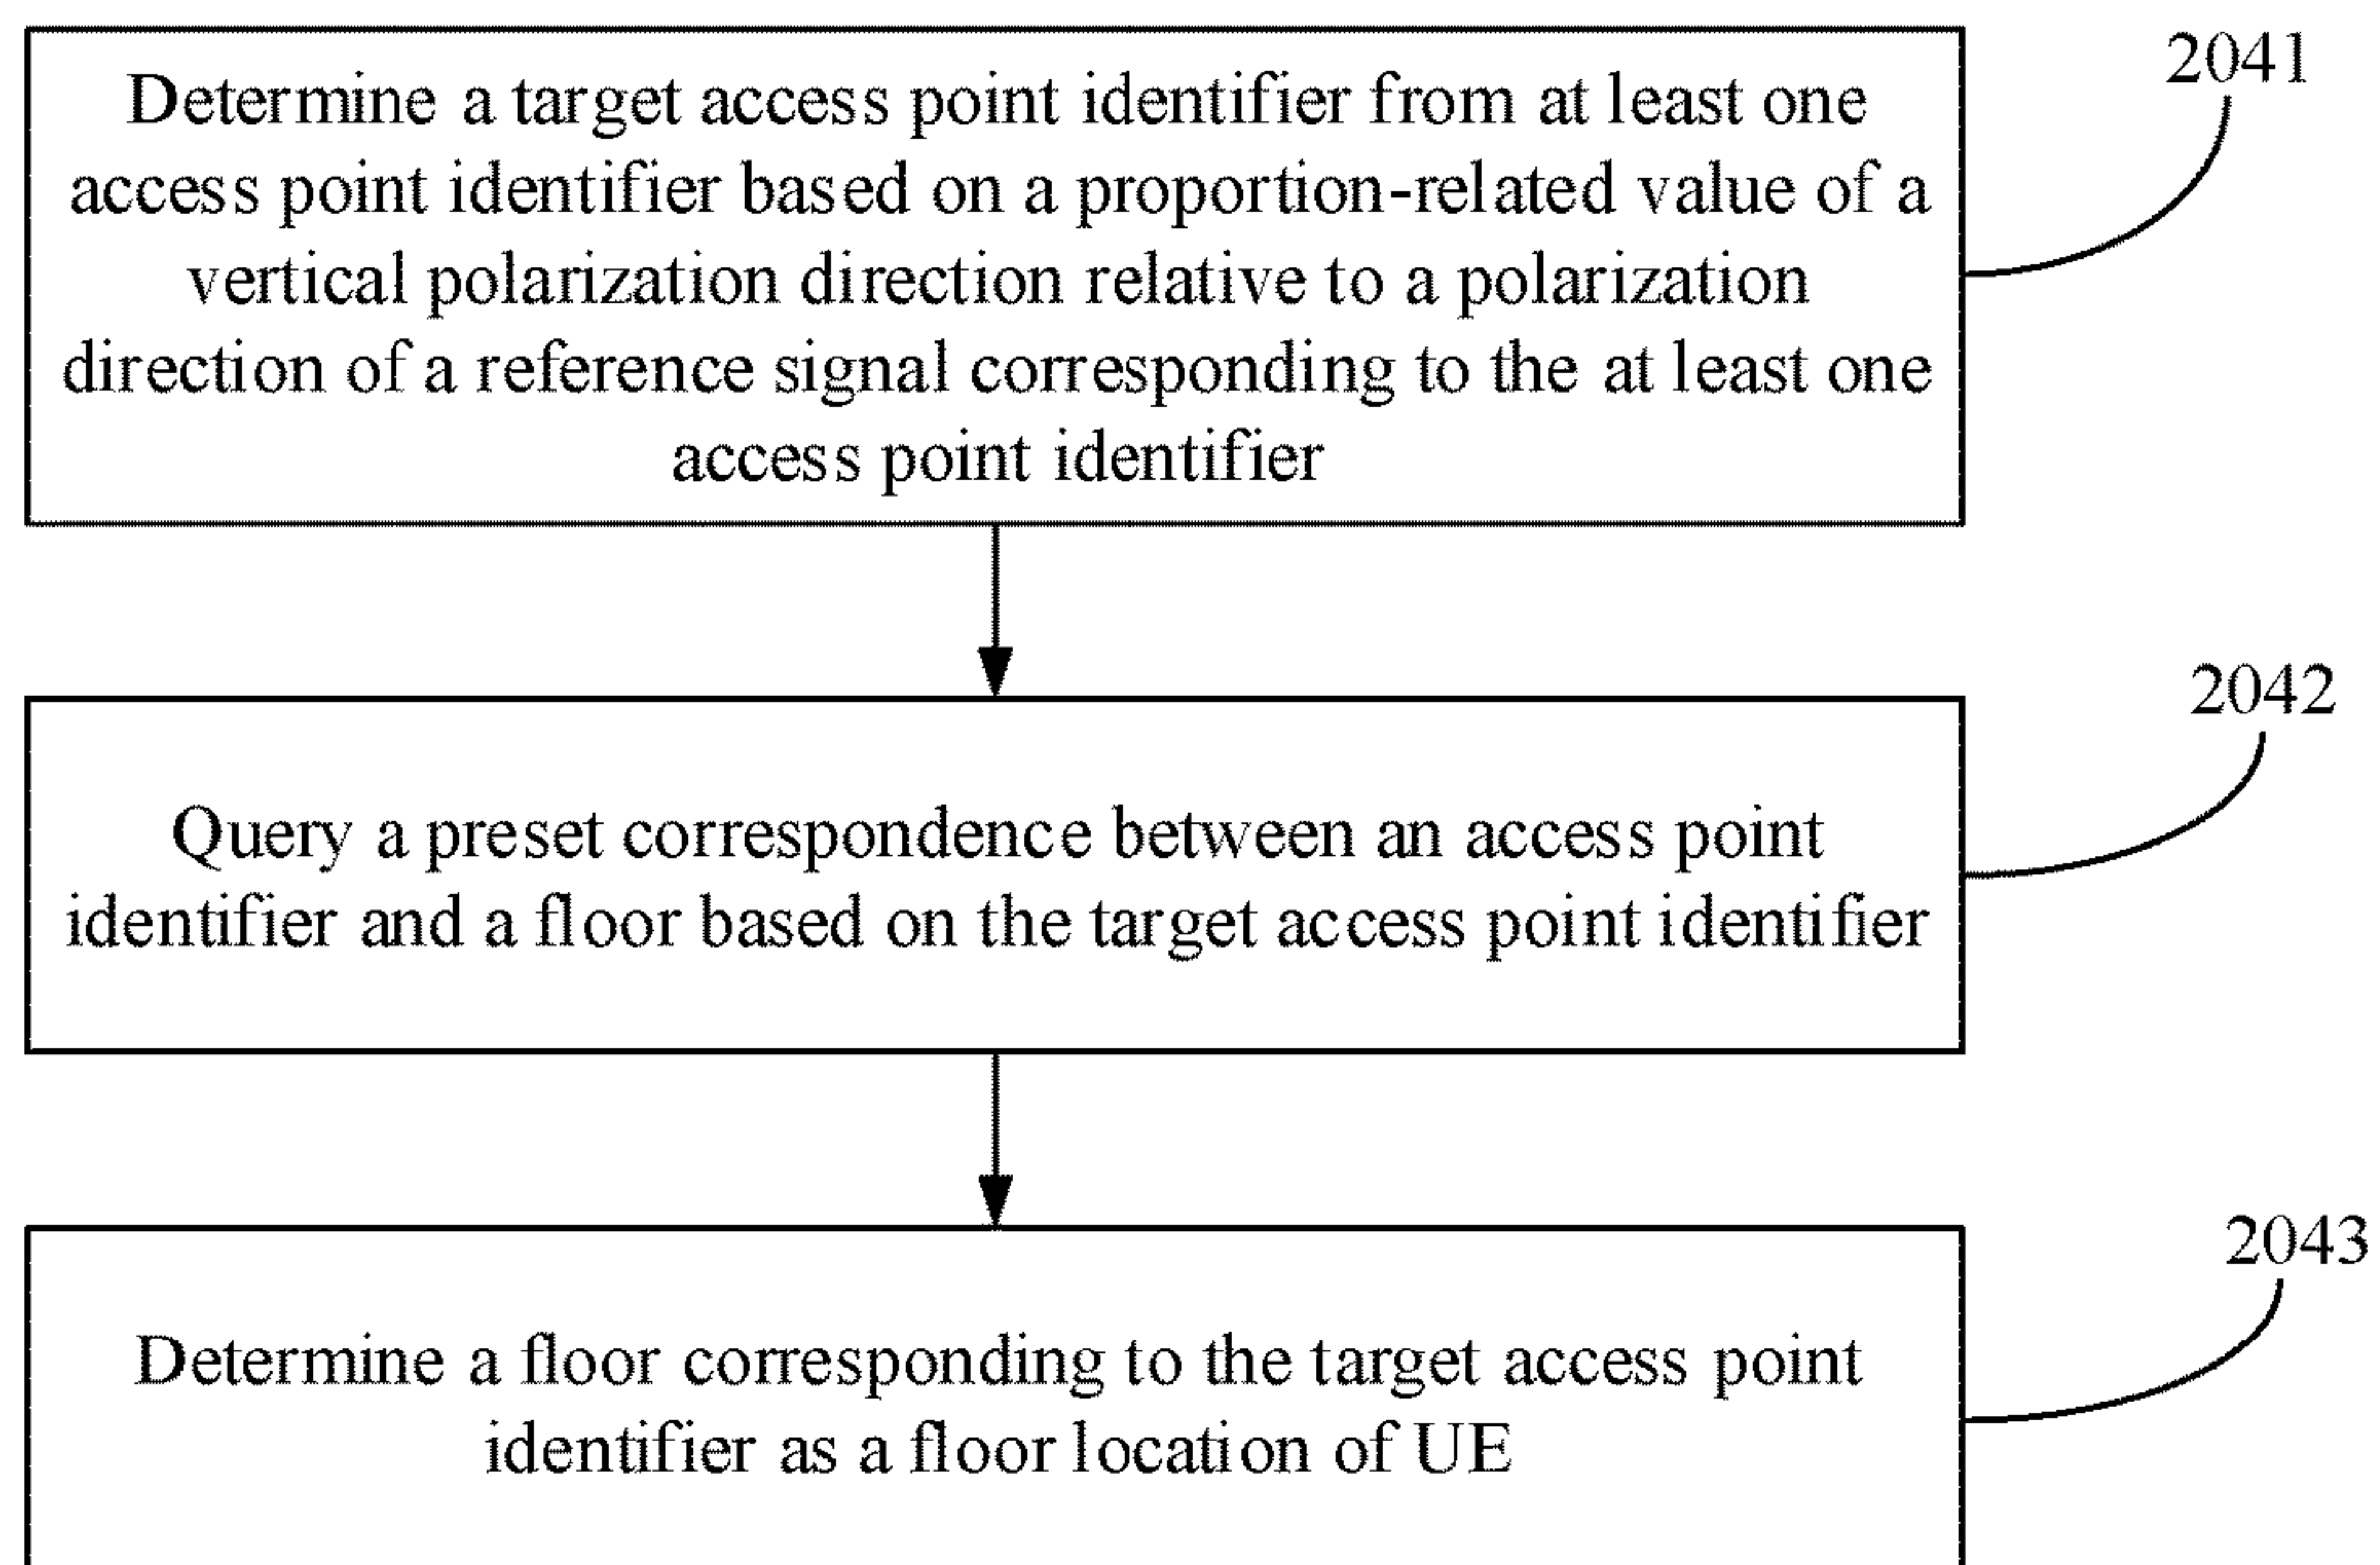 Determine a target access point identifier from at least one
access point identifier based on a proportion-related value of a
vertical polarization direction relative to a polarization
direction of a reference signal corresponding to the at least one
access point identifier
2041
Query a preset correspondence between an access point
identifier and a floor based on the target access point identifier
2042
Determine a floor corresponding to the target access point
identifier as a floor location of UE
2043